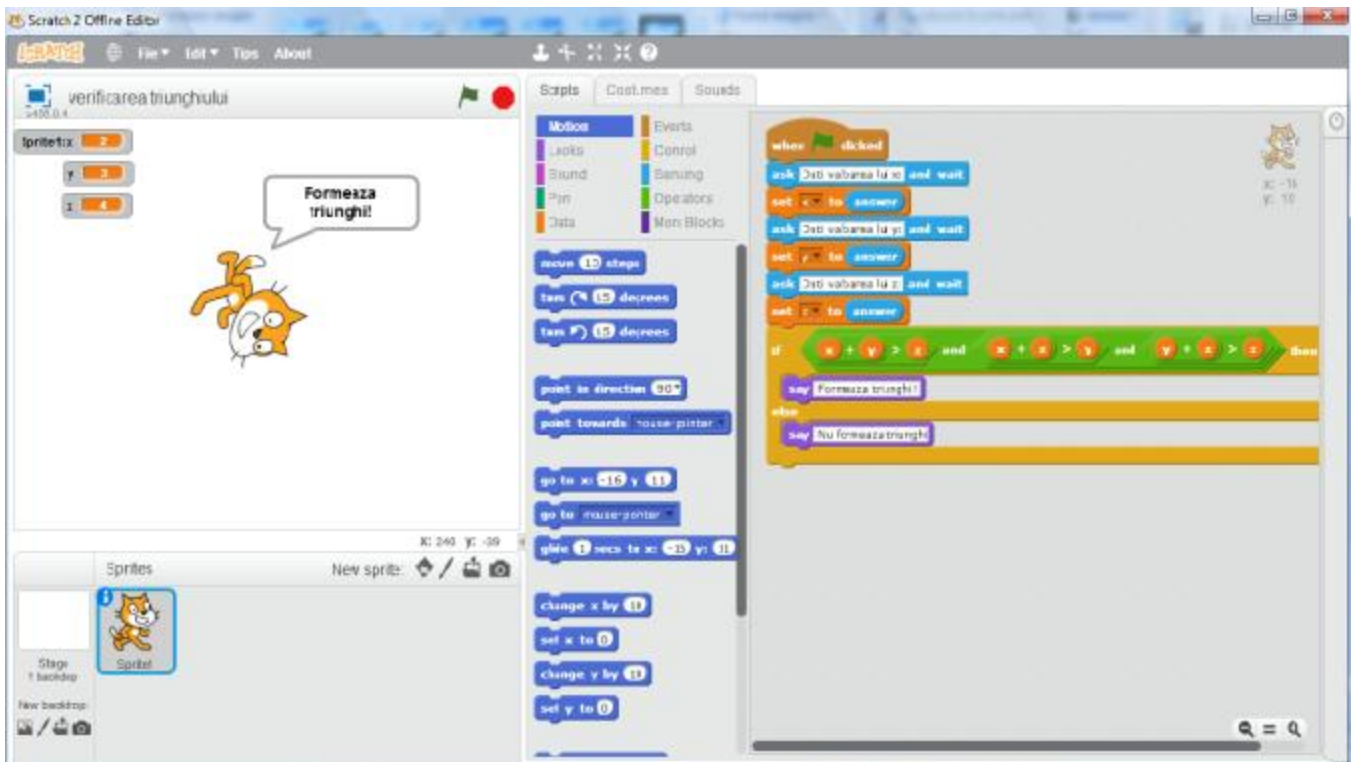 Scratch 2 Offline Editor
SCRATCH File Edit Tips About
verificarea triunghiului
Sprite1: x 2
y 3
z 4
Formeaza
triunghi!
X: 240 y: -39
Sprites New sprite:
Stage
1 backdrop
Sprite1
New backdrop:
Scripts Costumes Sounds
Motion Events
Looks Control
Sound Sensing
Pen Operators
Data More Blocks
move 10 steps
turn 15 degrees
turn 15 degrees
point in direction 90
point towards mouse-pointer
go to x: -16 y: 11
go to mouse-pointer
glide 1 secs to x: y:
change x by 10
set x to 0
change y by 10
set y to 0
when clicked
ask Dati valoarea lui x: and wait
set x to answer
ask Dati valoarea lui y: and wait
set y to answer
ask Dati valoarea lui z: and wait
set z to answer
if x + y > z and x + z > y and y + z > then
say Formeaza triunghi!
else
say Nu formeaza triunghi
x:
y: